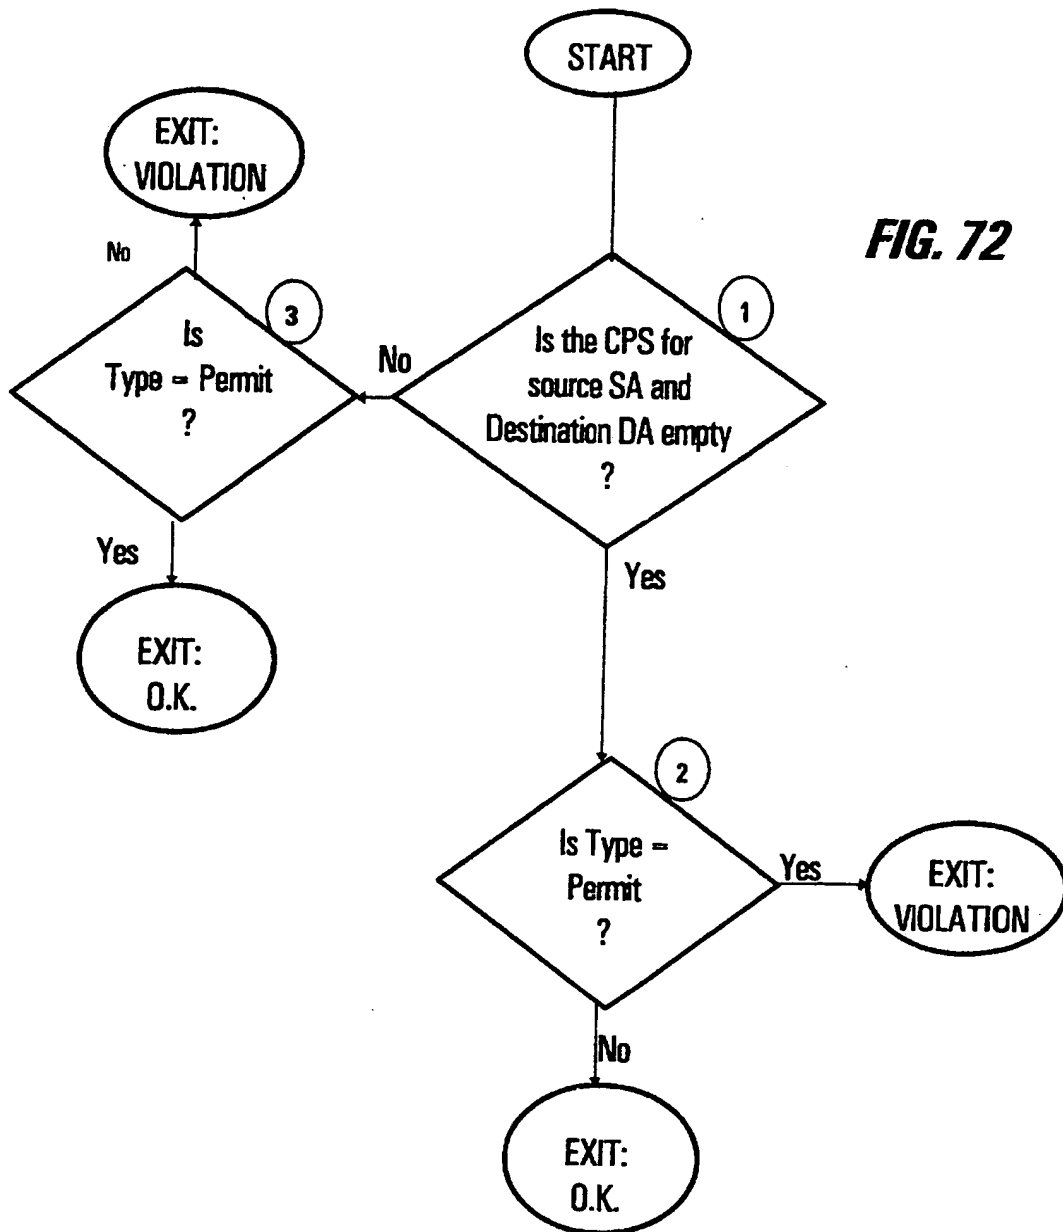 START
EXIT:
VIOLATION
FIG. 72
No
3
Is
Type = Permit
?
No
1
Is the CPS for
source SA and
Destination DA empty
?
Yes
Yes
EXIT:
O.K.
2
Is Type =
Permit
?
Yes
EXIT:
VIOLATION
No
EXIT:
O.K.